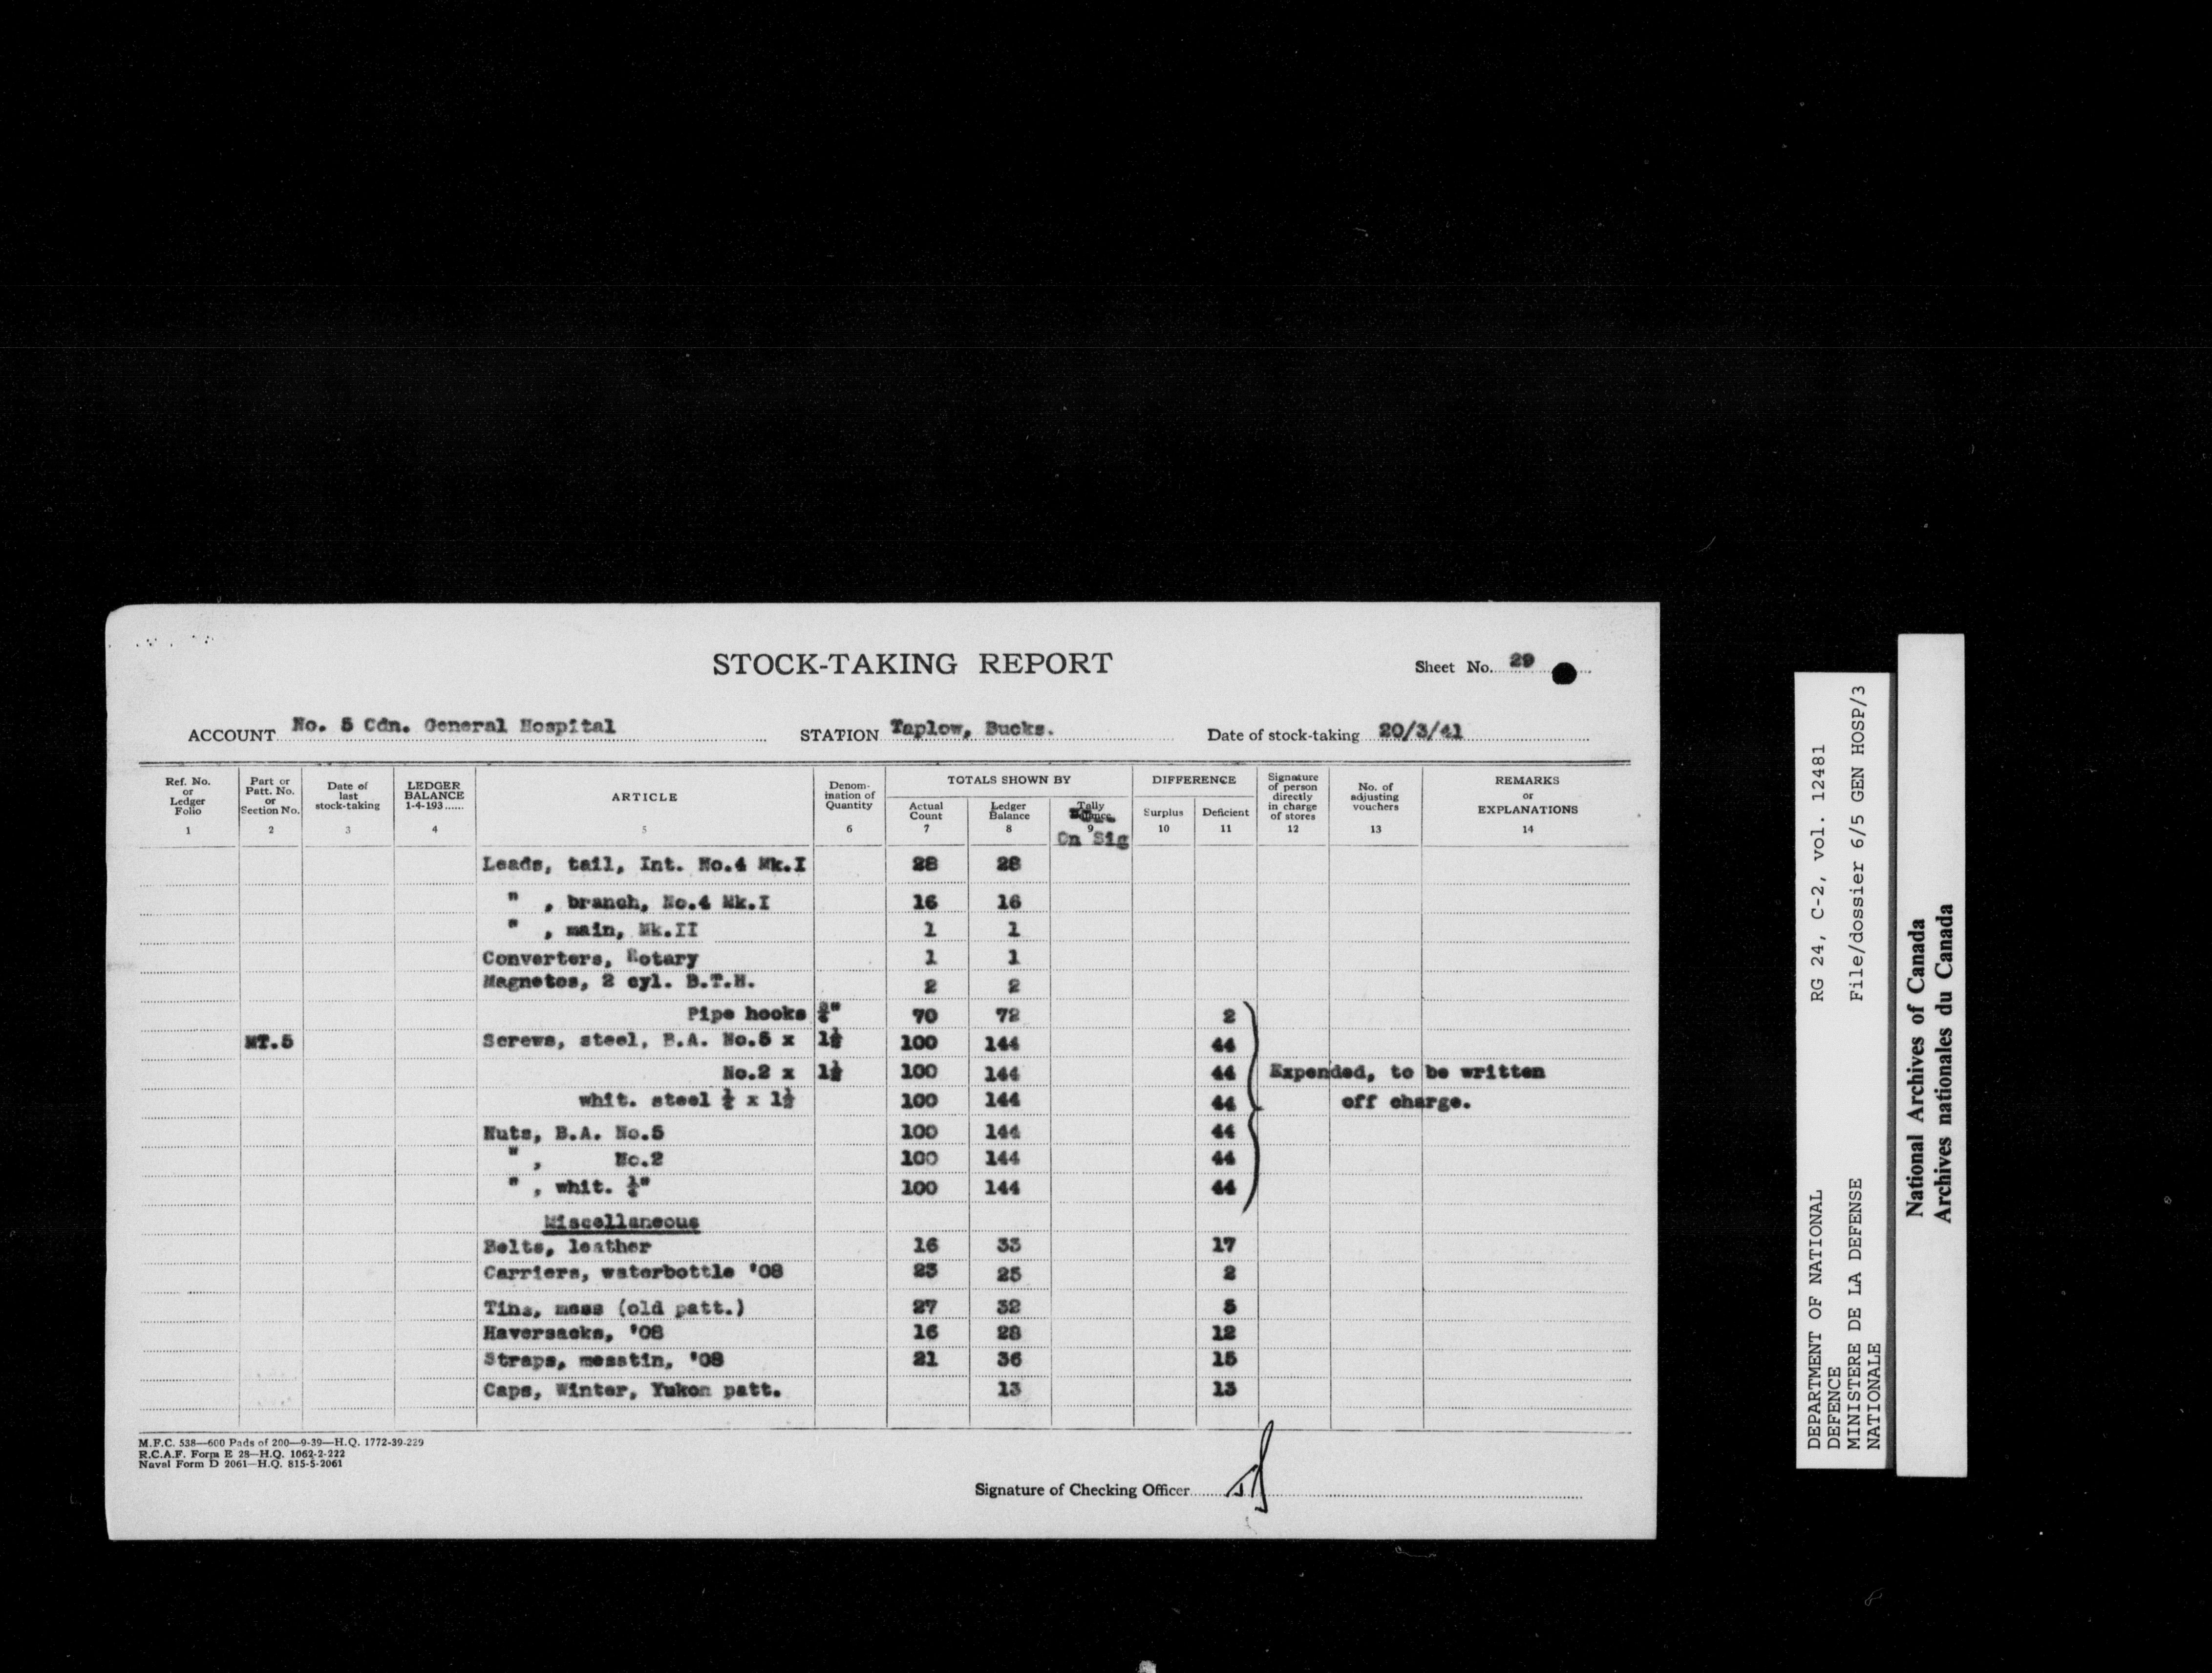 STOCK-TAKING REPORT
Sheet No. 29
ACCOUNT No. 5 Cdn. General Hospital STATION Taplow, Bucks. Date of stock-taking 20/3/41
Ref. No. or Ledger Folio 1
Part or Patt. No. or Section No. 2
Date of last stock-taking 3
LEDGER BALANCE 1-4-193...... 4
ARTICLE 5
Denomination of Quantity 6
TOTALS SHOWN BY
Actual Count 7
Ledger Balance 8
Tally 9
On Sig
DIFFERENCE
Surplus 10
Deficient 11
Signature of person directly in charge of stores 12
No. of adjusting vouchers 13
REMARKS or EXPLANATIONS 14
Leads, tail, Int. No.4 Mk.I 28 28
" , branch, No.4 Mk.I 16 16
" , main, Mk.II 1 1
Converters, Rotary 1 1
Magnetos, 2 cyl. B.T.H. 2 2
Pipe hooks 70 72 2
MT.5 Screws, steel, B.A. No.5 x 1½ 100 144 44
No.2 x 1½ 100 144 44 Expended, to be written
whit. steel ¼ x 1½ 100 144 44 off charge.
Nuts, B.A. No.5 100 144 44
" , No.2 100 144 44
" , whit. ¼" 100 144 44
Miscellaneous
Belts, leather 16 33 17
Carriers, waterbottle '08 23 25 2
Tins, mess (old patt.) 27 32 5
Haversacks, '08 16 28 12
Straps, messtin, '08 21 36 15
Caps, Winter, Yukon patt. 13 13
M.F.C. 538—600 Pads of 200—9-39—H.Q. 1772-39-229
R.C.A.F. Form E 28—H.Q. 1062-2-222
Naval Form D 2061—H.Q. 815-5-2061
Signature of Checking Officer
DEPARTMENT OF NATIONAL DEFENCE
MINISTERE DE LA DEFENSE NATIONALE
RG 24, C-2, vol. 12481
File/dossier 6/5 GEN HOSP/3
National Archives of Canada
Archives nationales du Canada